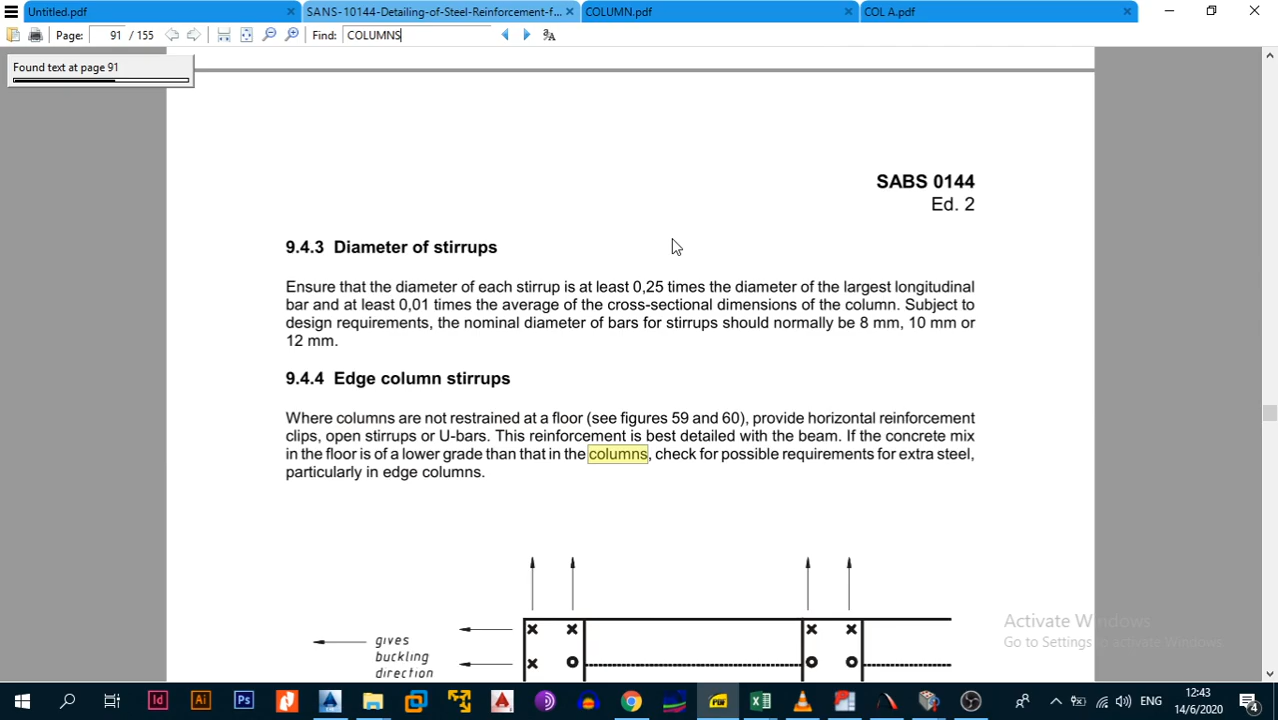 Untitled.pdf
SANS-10144-Detailing-of-Steel-Reinforcement-f...
COLUMN.pdf
COL A.pdf
Page: 91 / 155
Find: COLUMNS
Found text at page 91
SABS 0144
Ed. 2
9.4.3 Diameter of stirrups
Ensure that the diameter of each stirrup is at least 0,25 times the diameter of the largest longitudinal
bar and at least 0,01 times the average of the cross-sectional dimensions of the column. Subject to
design requirements, the nominal diameter of bars for stirrups should normally be 8 mm, 10 mm or
12 mm.
9.4.4 Edge column stirrups
Where columns are not restrained at a floor (see figures 59 and 60), provide horizontal reinforcement
clips, open stirrups or U-bars. This reinforcement is best detailed with the beam. If the concrete mix
in the floor is of a lower grade than that in the columns, check for possible requirements for extra steel,
particularly in edge columns.
gives
buckling
direction
Activate Windows
Go to Settings to activate Windows.
Id
Ai
Ps
PDF
ENG
12:43
14/6/2020
4